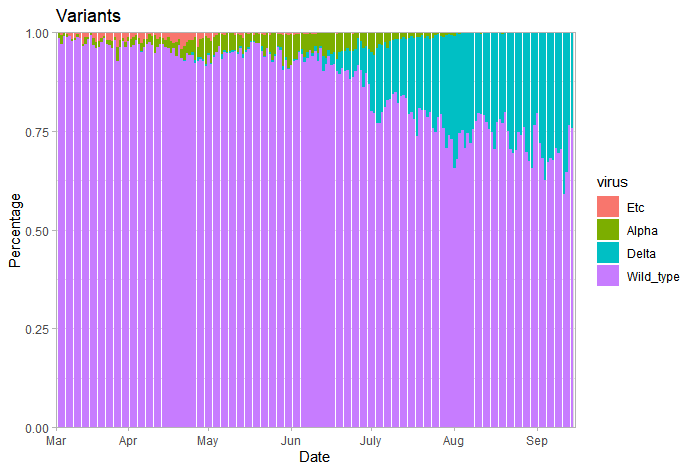 Variants
1.00
0.75
0.50
0.25
0.00
Percentage
Mar Apr May Jun July Aug Sep
Date
virus
Etc
Alpha
Delta
Wild_type